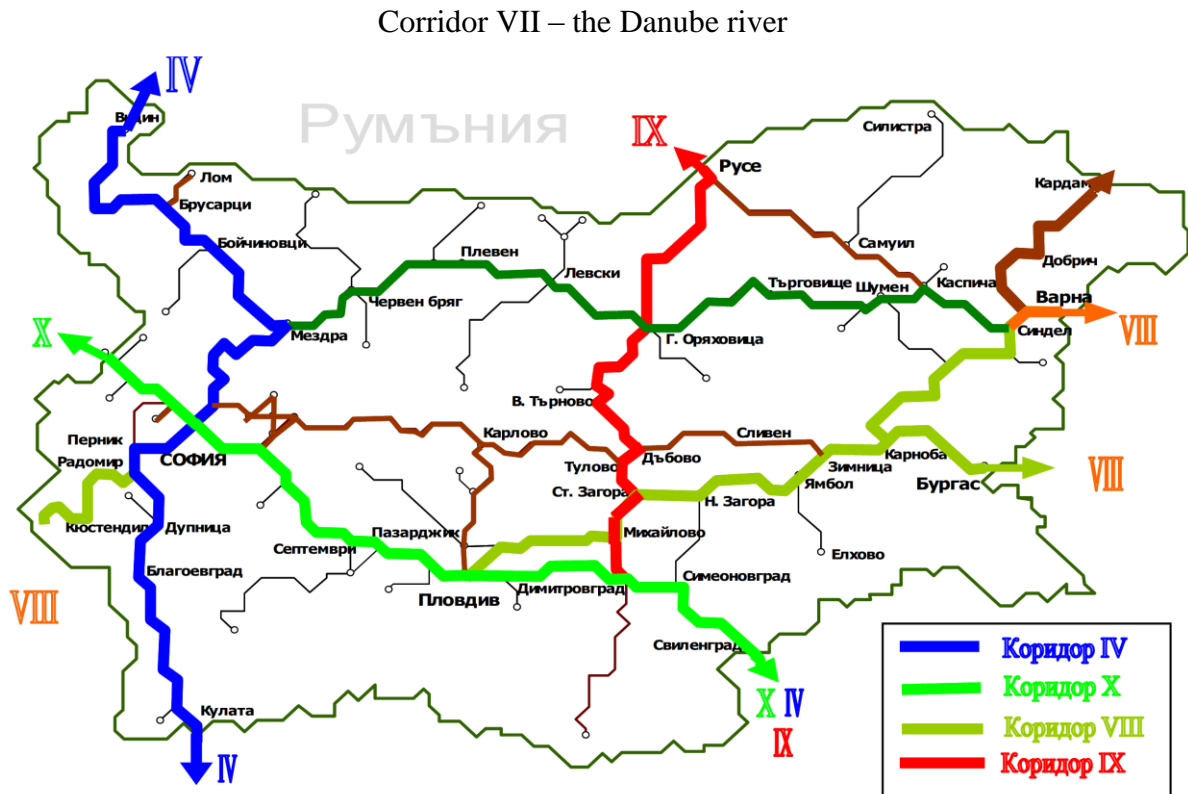 Corridor VII – the Danube river
IV
Румъния
Видин
IX
Силистра
Русе
Лом
Кардам
Брусарци
Бойчиновци
Самуил
Плевен
Добрич
Левски
Търговище
Шумен
Каспича
Червен бряг
Варна
X
Мездра
Г. Оряховица
Синдел
VIII
В. Търново
Перник
Карлово
Сливен
СОФИЯ
Радомир
Тулово
Дъбово
Карноба
Зимница
Ямбол
Бургас
VIII
Ст. Загора
Н. Загора
Кюстендил
Дупница
Пазарджик
Михайлово
Септември
Елхово
Благоевград
Симеоновград
Димитровград
Пловдив
VIII
Свиленград
Коридор IV
Коридор X
X IV
Кулата
Коридор VIII
IX
IV
Коридор IX